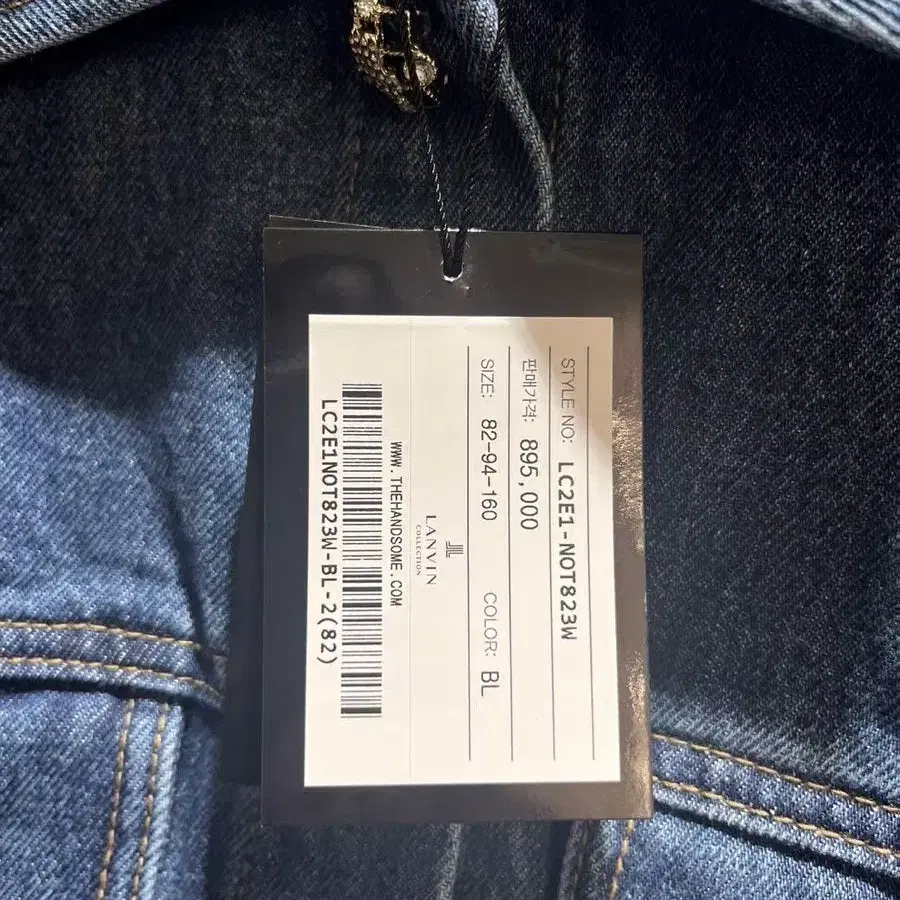 STYLE NO: LC2E1-NOT823W
판매가격: 895,000
SIZE: 82-94-160 COLOR: BL
JL
LANVIN
COLLECTION
WWW.THEHANDSOME.COM
LC2E1NOT823W-BL-2(82)